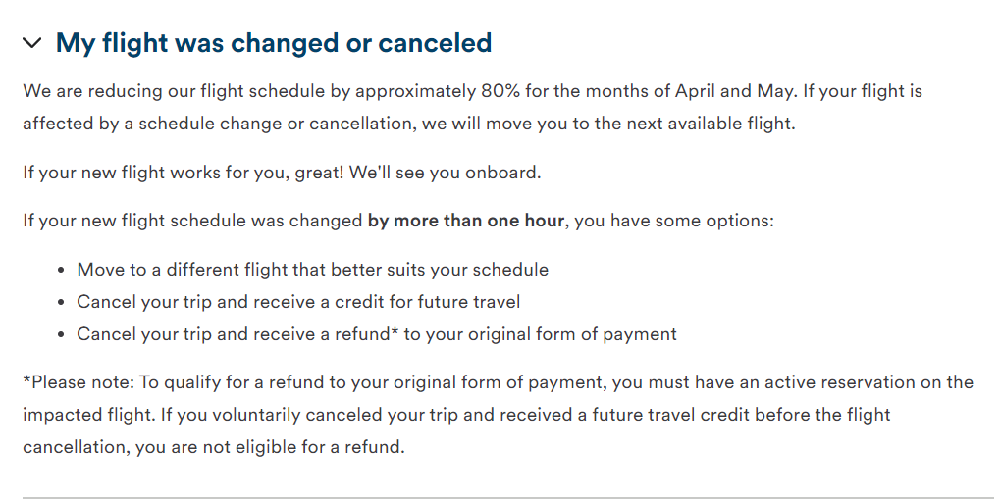 My flight was changed or canceled
We are reducing our flight schedule by approximately 80% for the months of April and May. If your flight is
affected by a schedule change or cancellation, we will move you to the next available flight.
If your new flight works for you, great! We'll see you onboard.
If your new flight schedule was changed by more than one hour, you have some options:
• Move to a different flight that better suits your schedule
• Cancel your trip and receive a credit for future travel
• Cancel your trip and receive a refund* to your original form of payment
*Please note: To qualify for a refund to your original form of payment, you must have an active reservation on the
impacted flight. If you voluntarily canceled your trip and received a future travel credit before the flight
cancellation, you are not eligible for a refund.